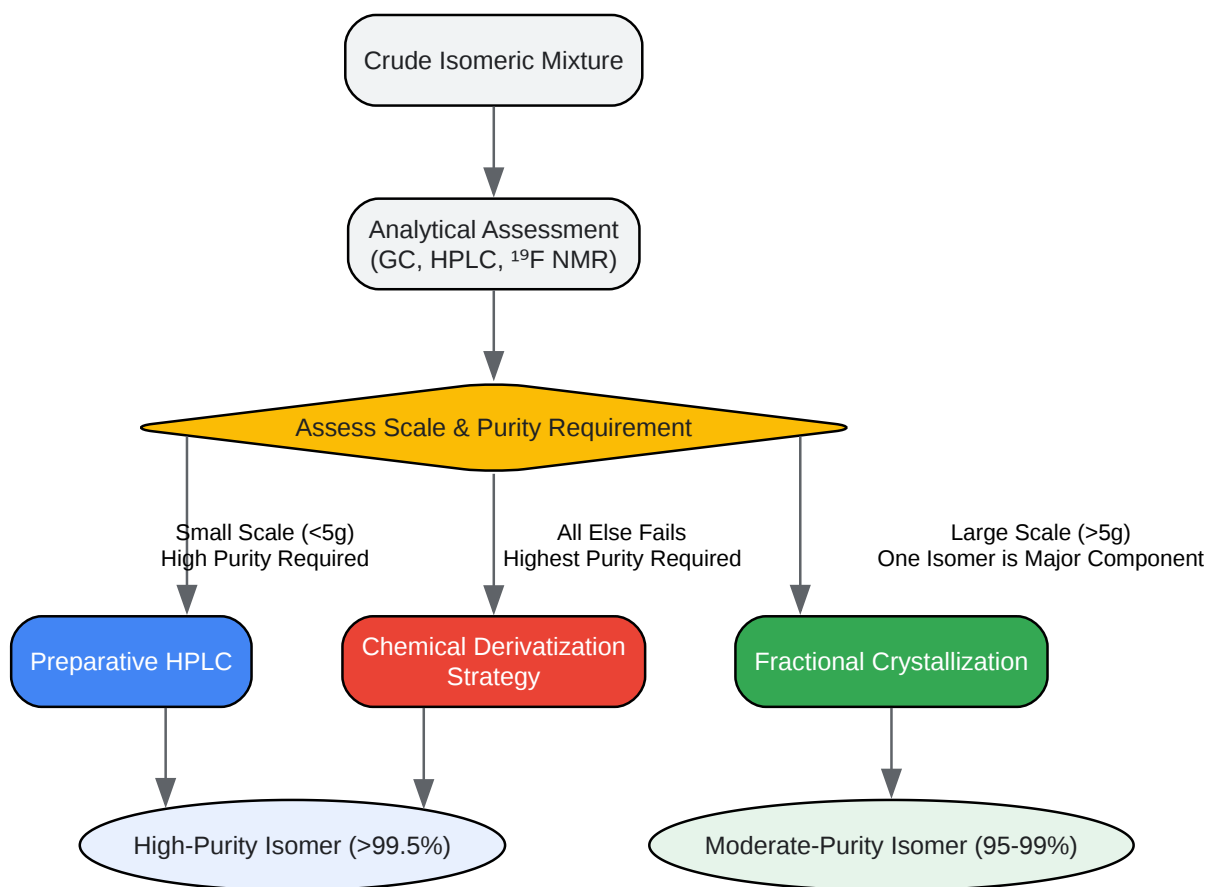 Crude Isomeric Mixture
Analytical Assessment
(GC, HPLC, ¹⁹F NMR)
Assess Scale & Purity Requirement
Small Scale (<5g)
High Purity Required
All Else Fails
Highest Purity Required
Large Scale (>5g)
One Isomer is Major Component
Preparative HPLC
Chemical Derivatization
Strategy
Fractional Crystallization
High-Purity Isomer (>99.5%)
Moderate-Purity Isomer (95-99%)